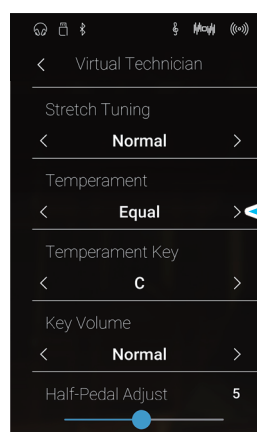 Virtual Technician
Stretch Tuning
Normal
Temperament
Equal
Temperament Key
C
Key Volume
Normal
Half-Pedal Adjust 5